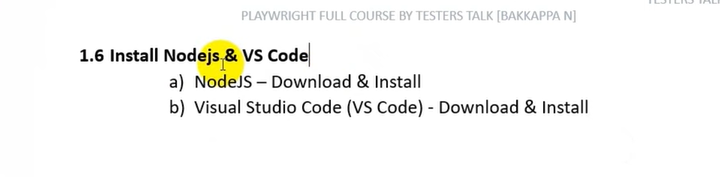 PLAYWRIGHT FULL COURSE BY TESTERS TALK [BAKKAPPA N]
1.6 Install Nodejs & VS Code
a) NodeJS – Download & Install
b) Visual Studio Code (VS Code) - Download & Install